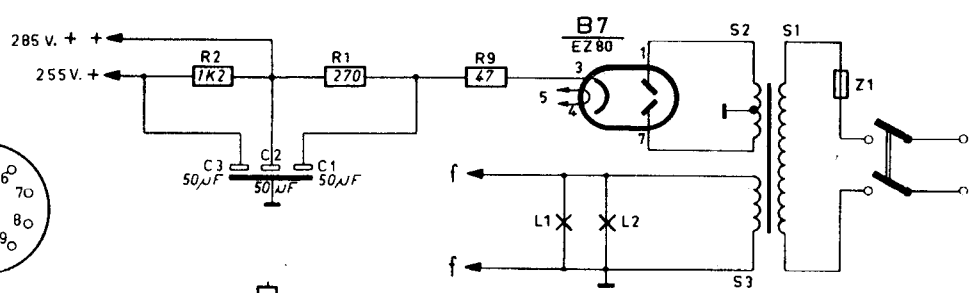 B7
EZ80
S2 S1
285 V. + +
255 V. +
R2
1K2
R1
270
R9
47
3
1
5
4
7
Z1
C3 C2 C1
50µF 50µF 50µF
6
7
8
9
f
L1 L2
f
S3